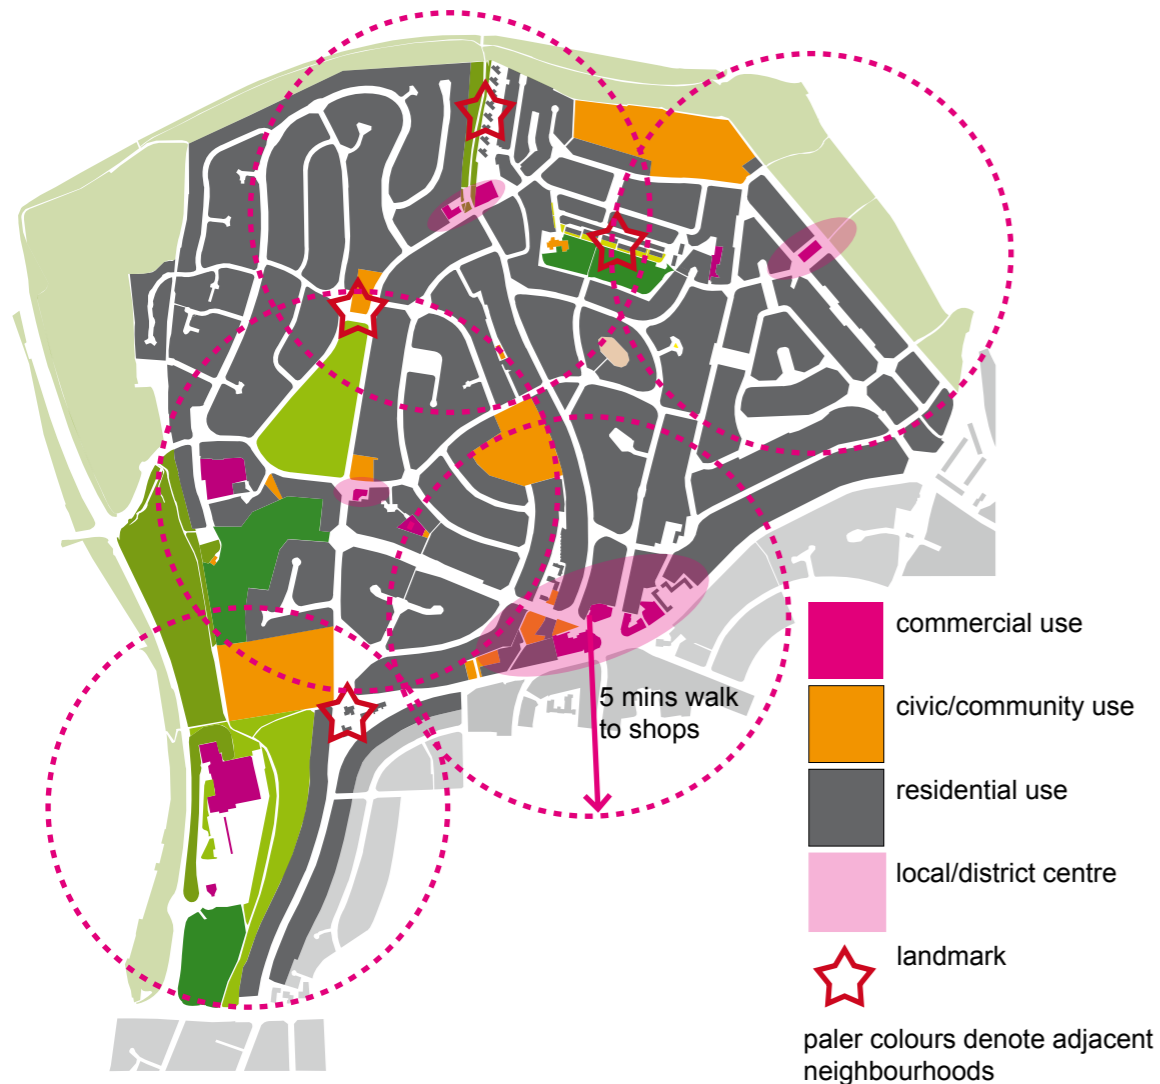 5 mins walk
to shops
commercial use
civic/community use
residential use
local/district centre
landmark
paler colours denote adjacent
neighbourhoods